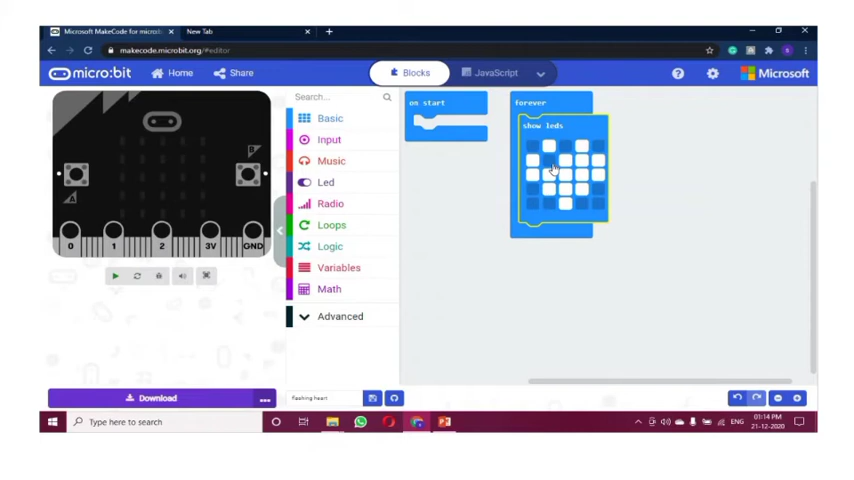 Microsoft MakeCode for micro:bi
New Tab
makecode.microbit.org/#editor
micro:bit
Home
Share
Blocks
JavaScript
Microsoft
B
A
0 1 2 3V GND
Search...
Basic
Input
Music
Led
Radio
Loops
Logic
Variables
Math
Advanced
on start
forever
show leds
Download
...
flashing heart
Type here to search
ENG
01:14 PM
21-12-2020